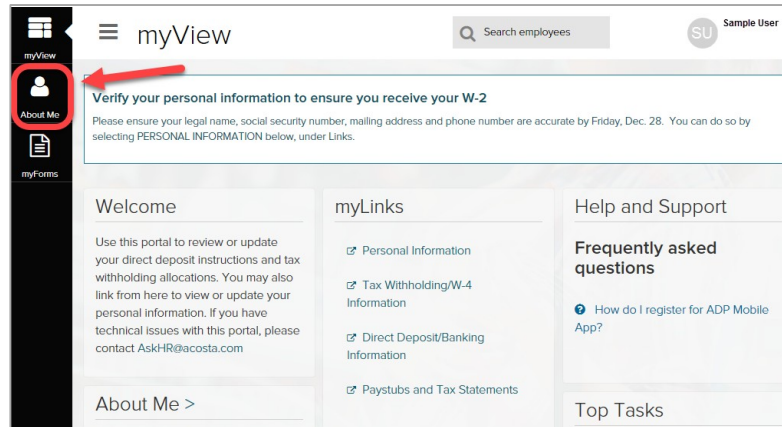 myView
About Me
myForms
myView
Search employees
SU
Sample User
Verify your personal information to ensure you receive your W-2
Please ensure your legal name, social security number, mailing address and phone number are accurate by Friday, Dec. 28.  You can do so by
selecting PERSONAL INFORMATION below, under Links.
Welcome
Use this portal to review or update
your direct deposit instructions and tax
withholding allocations. You may also
link from here to view or update your
personal information. If you have
technical issues with this portal, please
contact AskHR@acosta.com
About Me >
myLinks
Personal Information
Tax Withholding/W-4
Information
Direct Deposit/Banking
Information
Paystubs and Tax Statements
Help and Support
Frequently asked
questions
How do I register for ADP Mobile
App?
Top Tasks